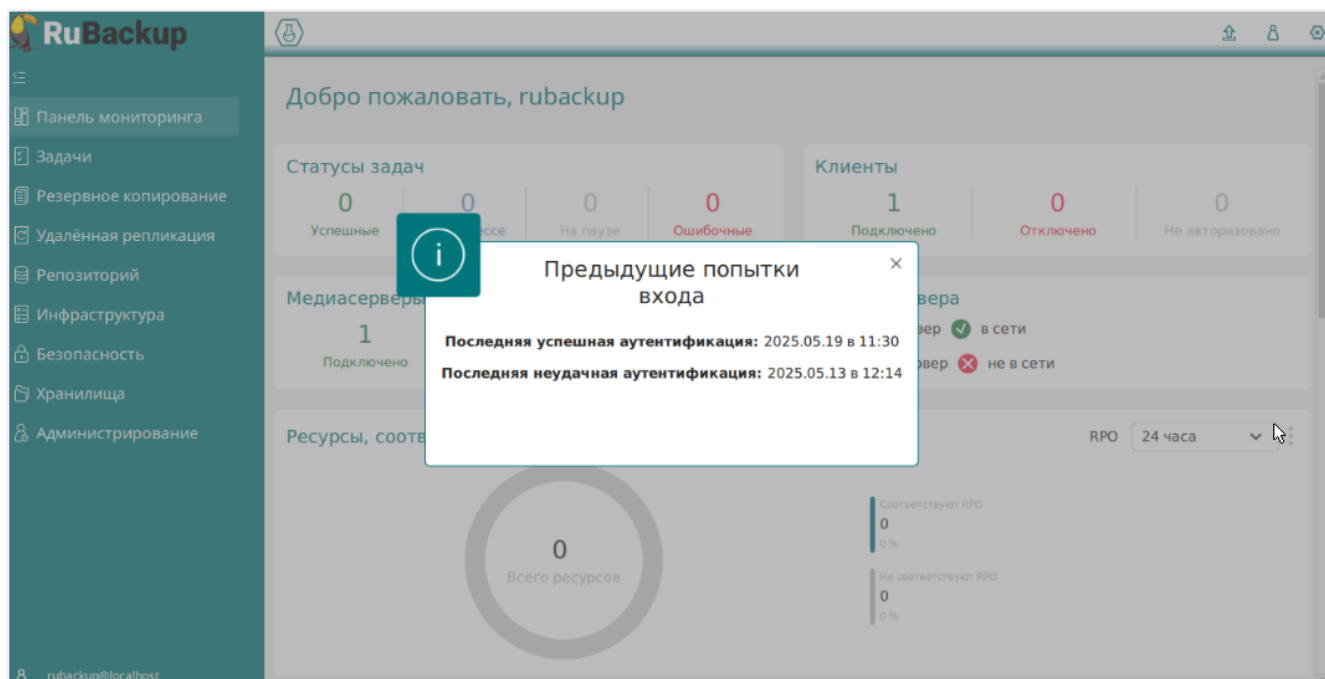 RuBackup
Панель мониторинга
Задачи
Резервное копирование
Удалённая репликация
Репозиторий
Инфраструктура
Безопасность
Хранилища
Администрирование
rubackup@localhost
Добро пожаловать, rubackup
Статусы задач
0
Успешные
0
ессе
0
На паузе
0
Ошибочные
Клиенты
1
Подключено
0
Отключено
0
Не авторизовано
Предыдущие попытки
входа
Последняя успешная аутентификация: 2025.05.19 в 11:30
Последняя неудачная аутентификация: 2025.05.13 в 12:14
Медиасерверы
1
Подключено
вера
вер в сети
рвер не в сети
Ресурсы, соотв
RPO 24 часа
0
Всего ресурсов
Соответствуют RPO
0
0 %
Не соответствуют RPO
0
0 %